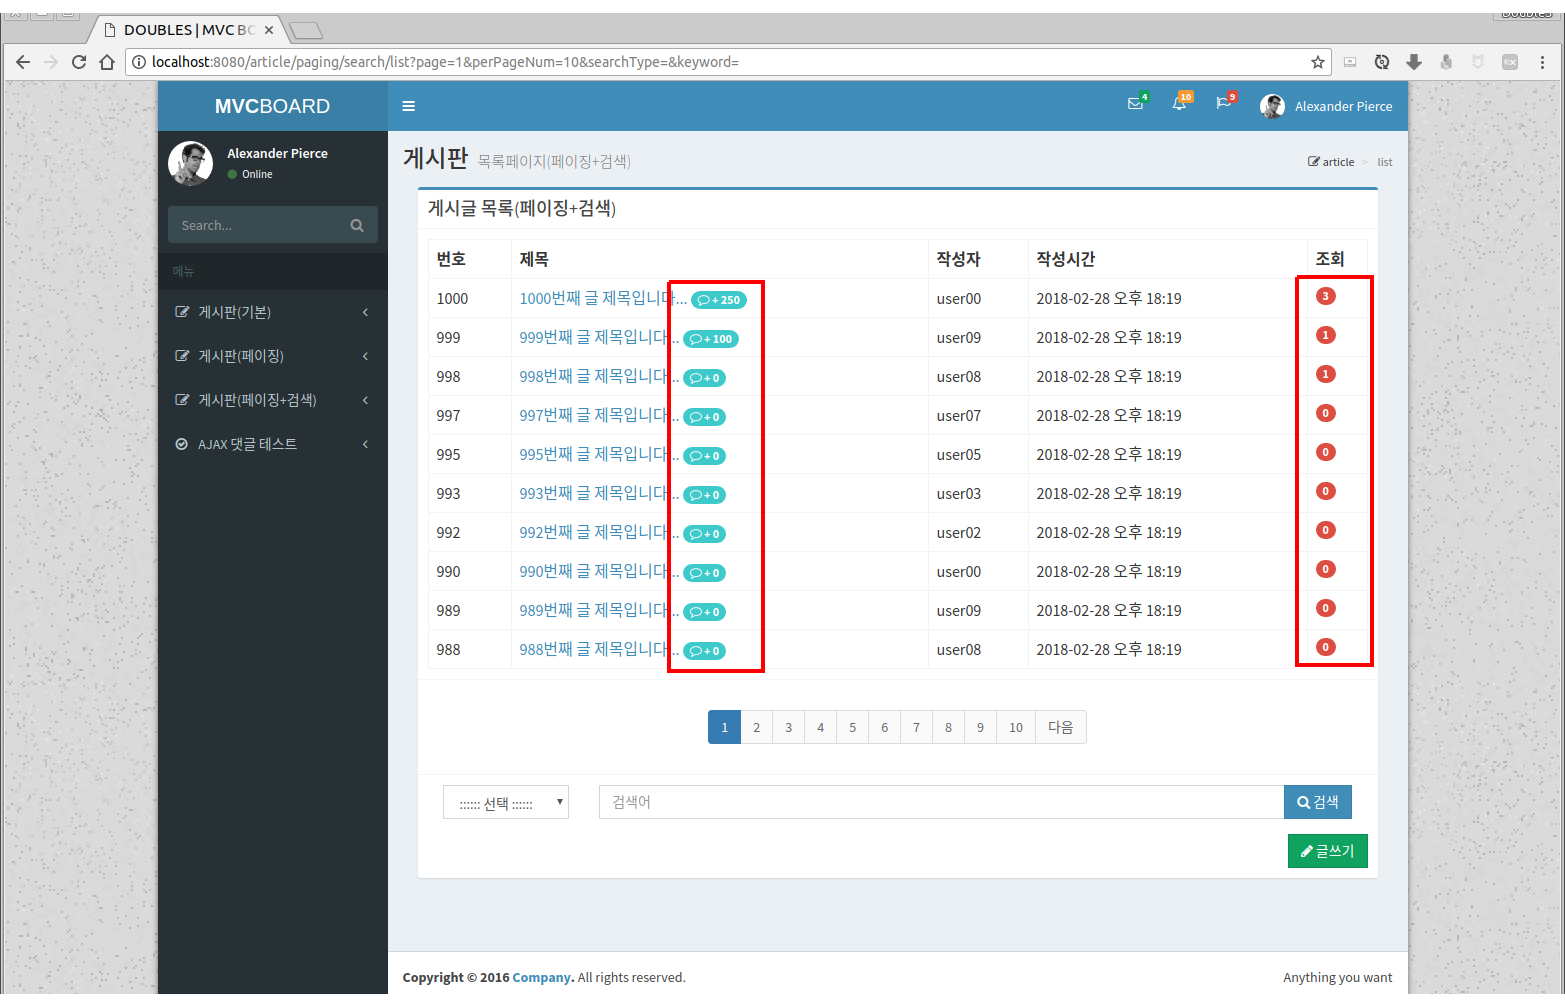 Doubles
DOUBLES | MVC BO
localhost:8080/article/paging/search/list?page=1&perPageNum=10&searchType=&keyword=
MVCBOARD
4 10 9 Alexander Pierce
Alexander Pierce
Online
Search...
메뉴
게시판(기본)
게시판(페이징)
게시판(페이징+검색)
AJAX 댓글 테스트
게시판 목록페이지(페이징+검색)
article > list
게시글 목록(페이징+검색)
번호 제목 작성자 작성시간 조회
1000 1000번째 글 제목입니다... + 250 user00 2018-02-28 오후 18:19 3
999 999번째 글 제목입니다... + 100 user09 2018-02-28 오후 18:19 1
998 998번째 글 제목입니다... + 0 user08 2018-02-28 오후 18:19 1
997 997번째 글 제목입니다... + 0 user07 2018-02-28 오후 18:19 0
995 995번째 글 제목입니다... + 0 user05 2018-02-28 오후 18:19 0
993 993번째 글 제목입니다... + 0 user03 2018-02-28 오후 18:19 0
992 992번째 글 제목입니다... + 0 user02 2018-02-28 오후 18:19 0
990 990번째 글 제목입니다... + 0 user00 2018-02-28 오후 18:19 0
989 989번째 글 제목입니다... + 0 user09 2018-02-28 오후 18:19 0
988 988번째 글 제목입니다... + 0 user08 2018-02-28 오후 18:19 0
1 2 3 4 5 6 7 8 9 10 다음
:::::: 선택 :::::: 검색어 검색
글쓰기
Copyright © 2016 Company. All rights reserved. Anything you want